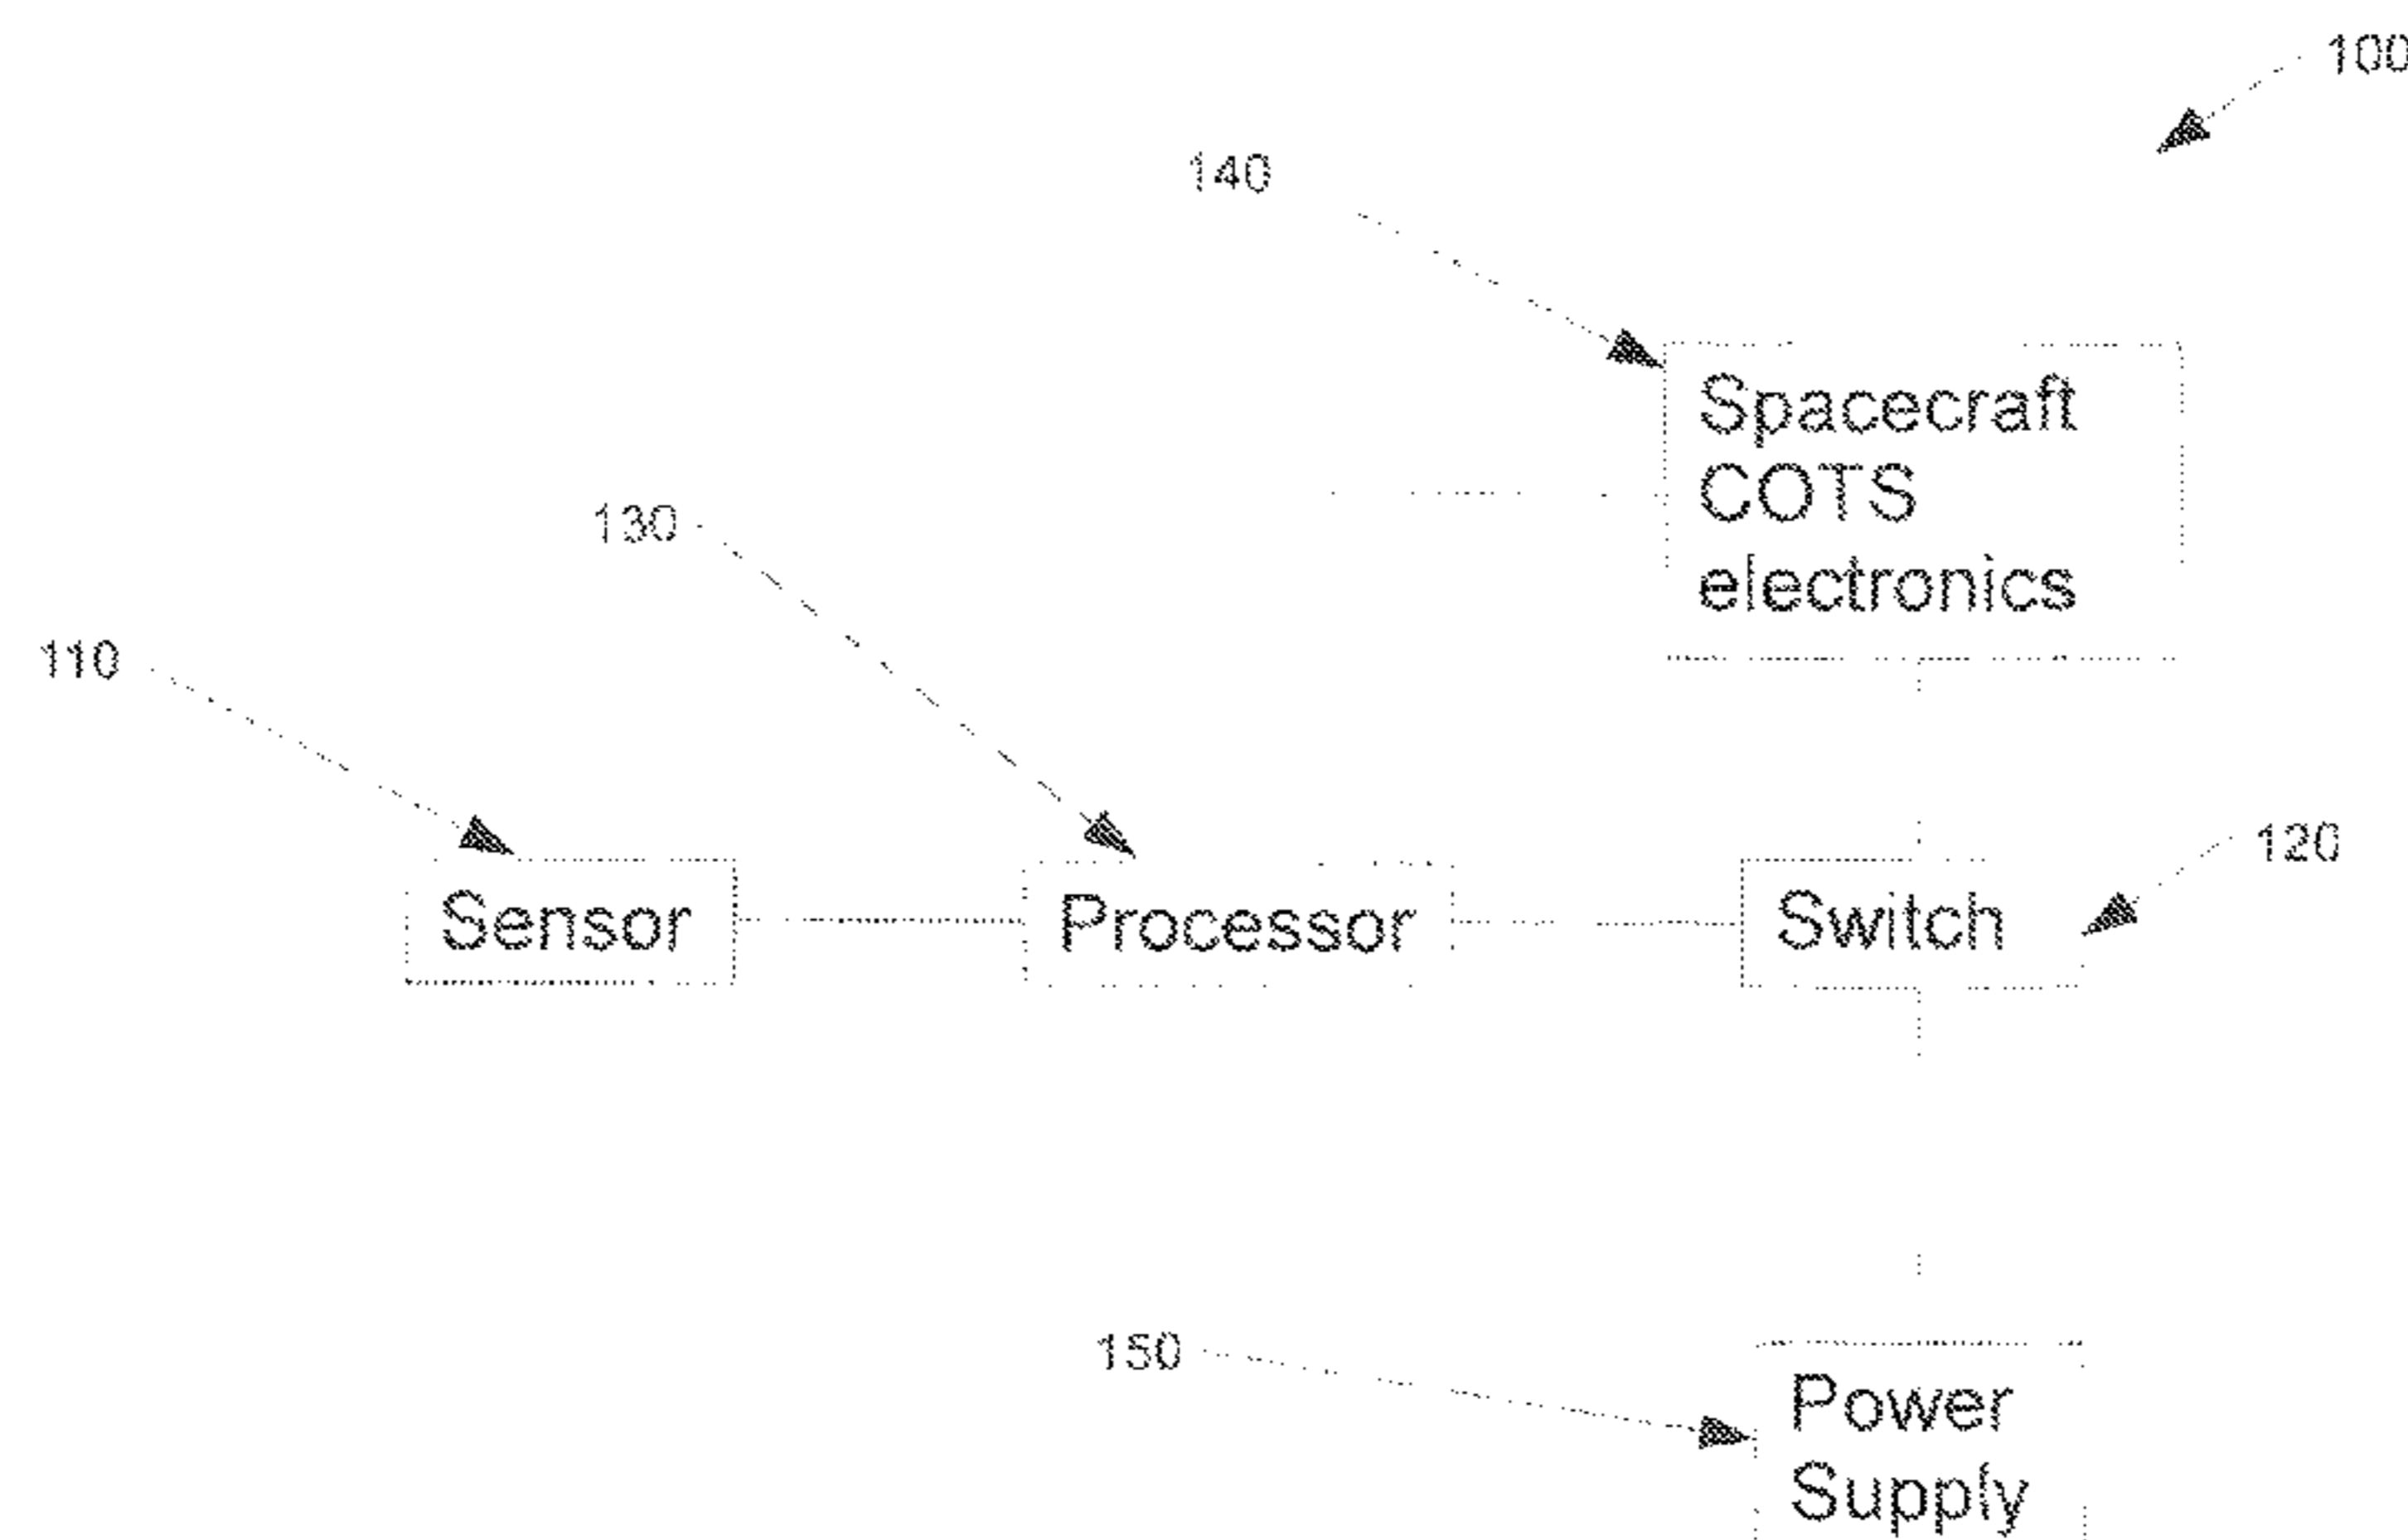 100
140
Spacecraft
COTS
electronics
130
110
120
Sensor
Processor
Switch
150
Power
Supply